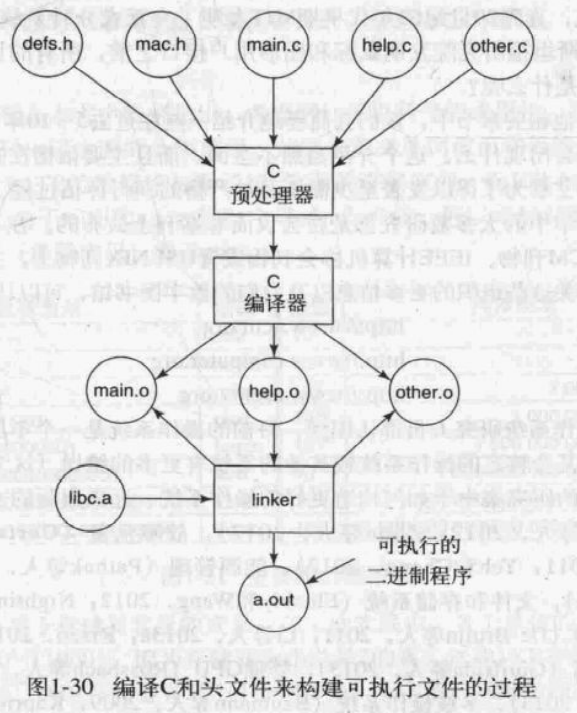 defs.h
mac.h
main.c
help.c
other.c
C
预处理器
C
编译器
main.o
help.o
other.o
libc.a
linker
可执行的
二进制程序
a.out
图1-30 编译C和头文件来构建可执行文件的过程